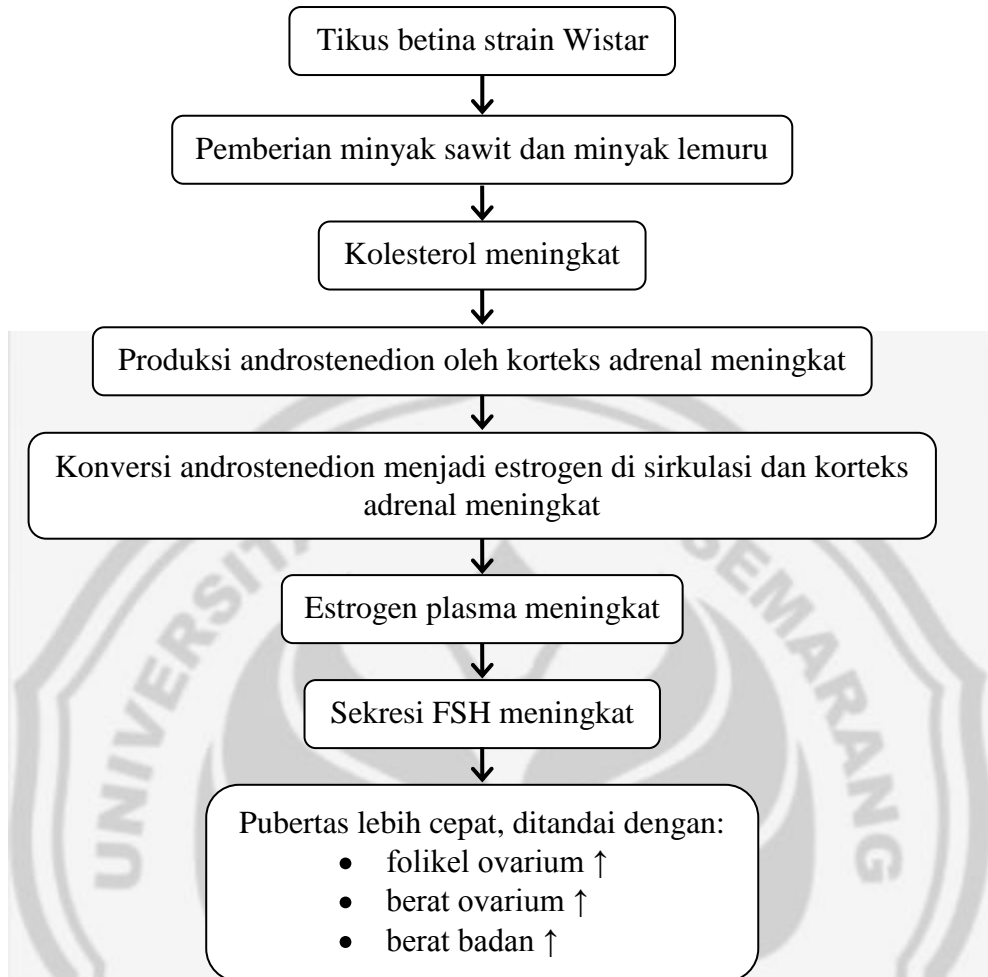 Tikus betina strain Wistar
Pemberian minyak sawit dan minyak lemuru
Kolesterol meningkat
Produksi androstenedion oleh korteks adrenal meningkat
Konversi androstenedion menjadi estrogen di sirkulasi dan korteks
adrenal meningkat
Estrogen plasma meningkat
Sekresi FSH meningkat
Pubertas lebih cepat, ditandai dengan:
• folikel ovarium ↑
• berat ovarium ↑
• berat badan ↑
SEMARANG